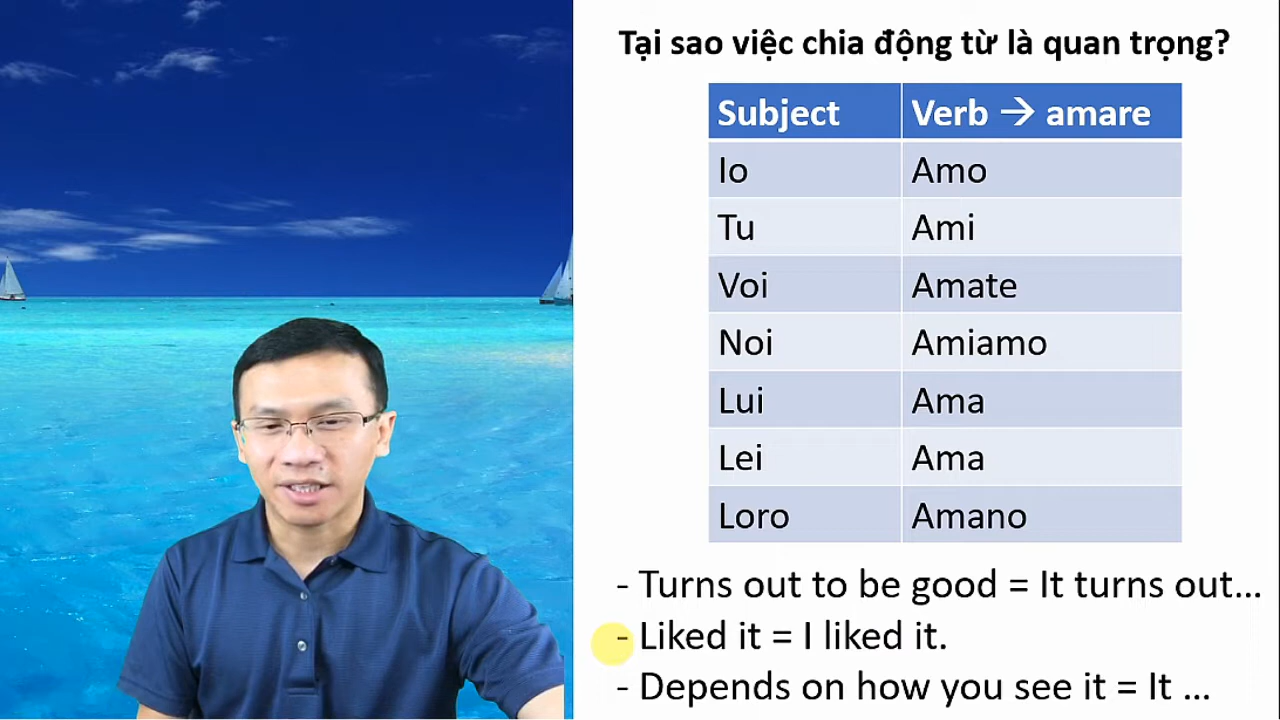 Tại sao việc chia động từ là quan trọng?
Subject Verb → amare
Io Amo
Tu Ami
Voi Amate
Noi Amiamo
Lui Ama
Lei Ama
Loro Amano
- Turns out to be good = It turns out...
- Liked it = I liked it.
- Depends on how you see it = It ...